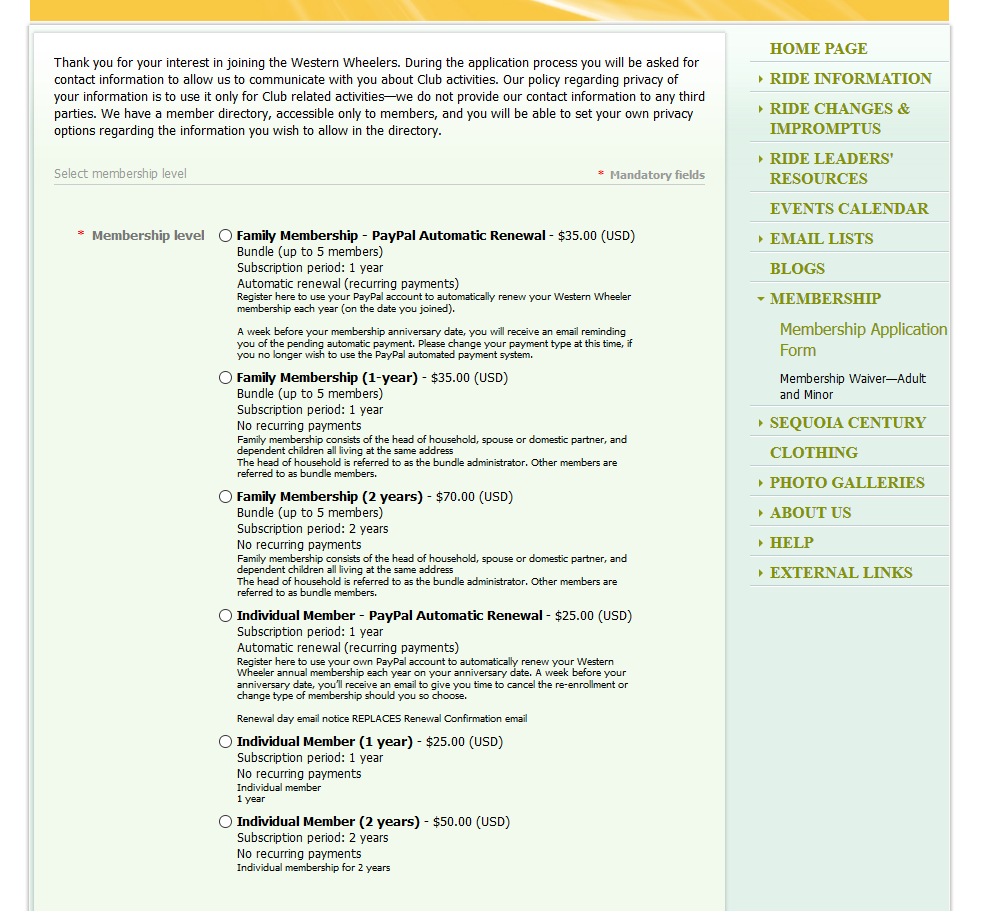 Thank you for your interest in joining the Western Wheelers. During the application process you will be asked for
contact information to allow us to communicate with you about Club activities. Our policy regarding privacy of
your information is to use it only for Club related activities—we do not provide our contact information to any third
parties. We have a member directory, accessible only to members, and you will be able to set your own privacy
options regarding the information you wish to allow in the directory.
Select membership level
* Mandatory fields
* Membership level
Family Membership - PayPal Automatic Renewal - $35.00 (USD)
Bundle (up to 5 members)
Subscription period: 1 year
Automatic renewal (recurring payments)
Register here to use your PayPal account to automatically renew your Western Wheeler
membership each year (on the date you joined).
A week before your membership anniversary date, you will receive an email reminding
you of the pending automatic payment. Please change your payment type at this time, if
you no longer wish to use the PayPal automated payment system.
Family Membership (1-year) - $35.00 (USD)
Bundle (up to 5 members)
Subscription period: 1 year
No recurring payments
Family membership consists of the head of household, spouse or domestic partner, and
dependent children all living at the same address
The head of household is referred to as the bundle administrator. Other members are
referred to as bundle members.
Family Membership (2 years) - $70.00 (USD)
Bundle (up to 5 members)
Subscription period: 2 years
No recurring payments
Family membership consists of the head of household, spouse or domestic partner, and
dependent children all living at the same address
The head of household is referred to as the bundle administrator. Other members are
referred to as bundle members.
Individual Member - PayPal Automatic Renewal - $25.00 (USD)
Subscription period: 1 year
Automatic renewal (recurring payments)
Register here to use your own PayPal account to automatically renew your Western
Wheeler annual membership each year on your anniversary date. A week before your
anniversary date, you'll receive an email to give you time to cancel the re-enrollment or
change type of membership should you so choose.
Renewal day email notice REPLACES Renewal Confirmation email
Individual Member (1 year) - $25.00 (USD)
Subscription period: 1 year
No recurring payments
Individual member
1 year
Individual Member (2 years) - $50.00 (USD)
Subscription period: 2 years
No recurring payments
Individual membership for 2 years
HOME PAGE
RIDE INFORMATION
RIDE CHANGES &
IMPROMPTUS
RIDE LEADERS'
RESOURCES
EVENTS CALENDAR
EMAIL LISTS
BLOGS
MEMBERSHIP
Membership Application
Form
Membership Waiver—Adult
and Minor
SEQUOIA CENTURY
CLOTHING
PHOTO GALLERIES
ABOUT US
HELP
EXTERNAL LINKS